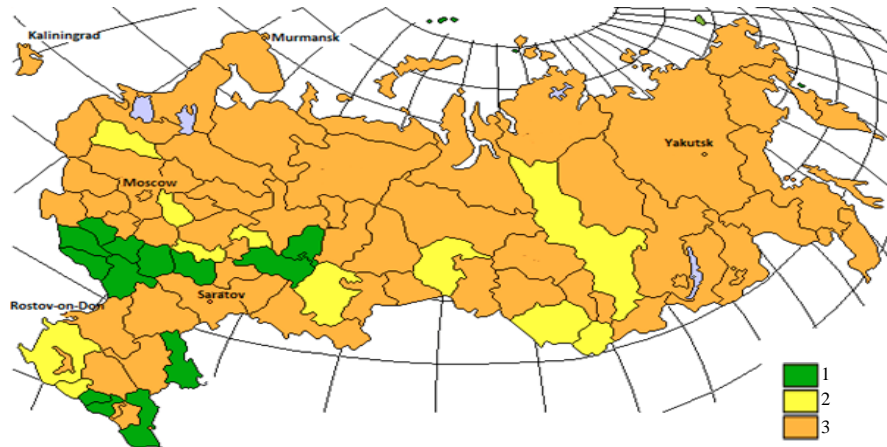 Kaliningrad
Murmansk
Yakutsk
Moscow
Saratov
Rostov-on-Don
1
2
3